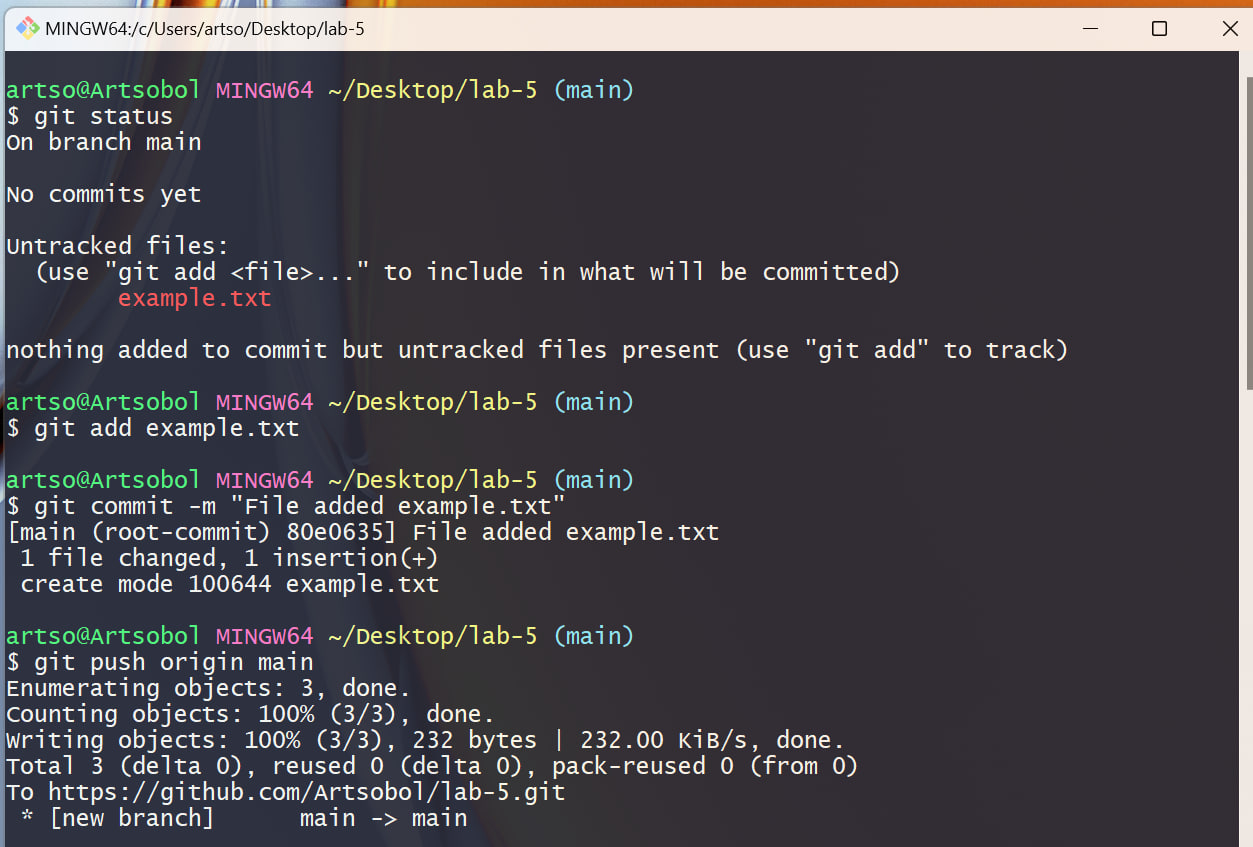 MINGW64:/c/Users/artso/Desktop/lab-5
artso@Artsobol MINGW64 ~/Desktop/lab-5 (main)
$ git status
On branch main
No commits yet
Untracked files:
  (use "git add <file>..." to include in what will be committed)
        example.txt
nothing added to commit but untracked files present (use "git add" to track)
artso@Artsobol MINGW64 ~/Desktop/lab-5 (main)
$ git add example.txt
artso@Artsobol MINGW64 ~/Desktop/lab-5 (main)
$ git commit -m "File added example.txt"
[main (root-commit) 80e0635] File added example.txt
 1 file changed, 1 insertion(+)
 create mode 100644 example.txt
artso@Artsobol MINGW64 ~/Desktop/lab-5 (main)
$ git push origin main
Enumerating objects: 3, done.
Counting objects: 100% (3/3), done.
Writing objects: 100% (3/3), 232 bytes | 232.00 KiB/s, done.
Total 3 (delta 0), reused 0 (delta 0), pack-reused 0 (from 0)
To https://github.com/Artsobol/lab-5.git
 * [new branch]      main -> main